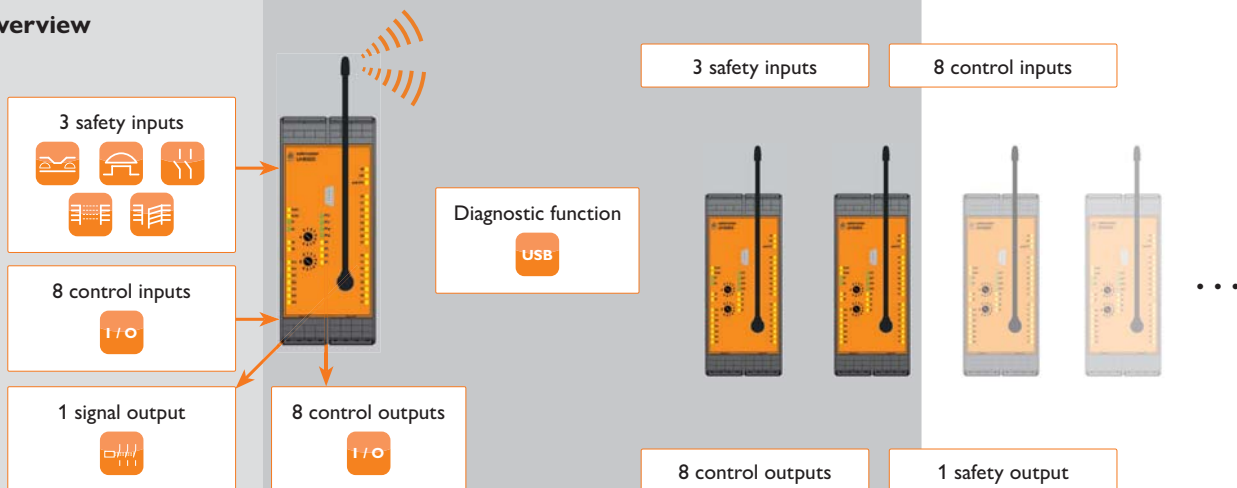 verview
3 safety inputs
8 control inputs
3 safety inputs
Diagnostic function
USB
8 control inputs
I / O
1 signal output
8 control outputs
I / O
8 control outputs
1 safety output
...